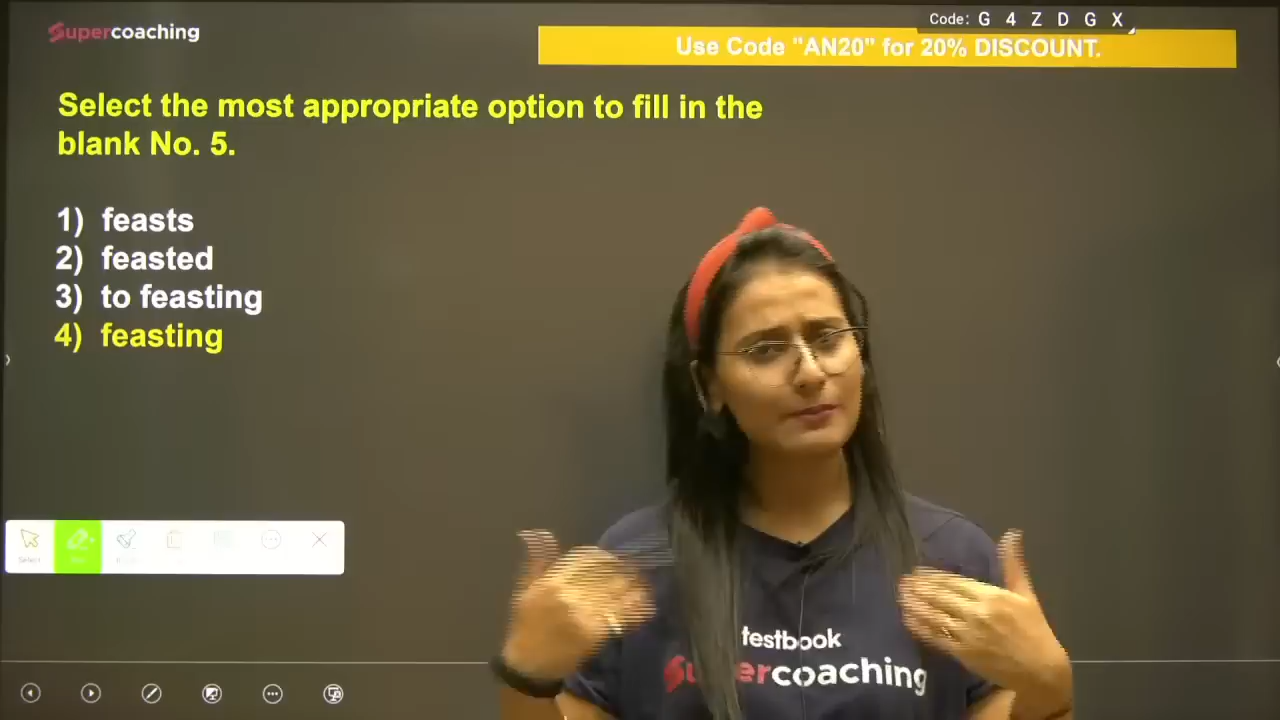 Supercoaching
Code: G 4 Z D G X
Use Code "AN20" for 20% DISCOUNT.
Select the most appropriate option to fill in the
blank No. 5.
1) feasts
2) feasted
3) to feasting
4) feasting
Select
testbook
Supercoaching